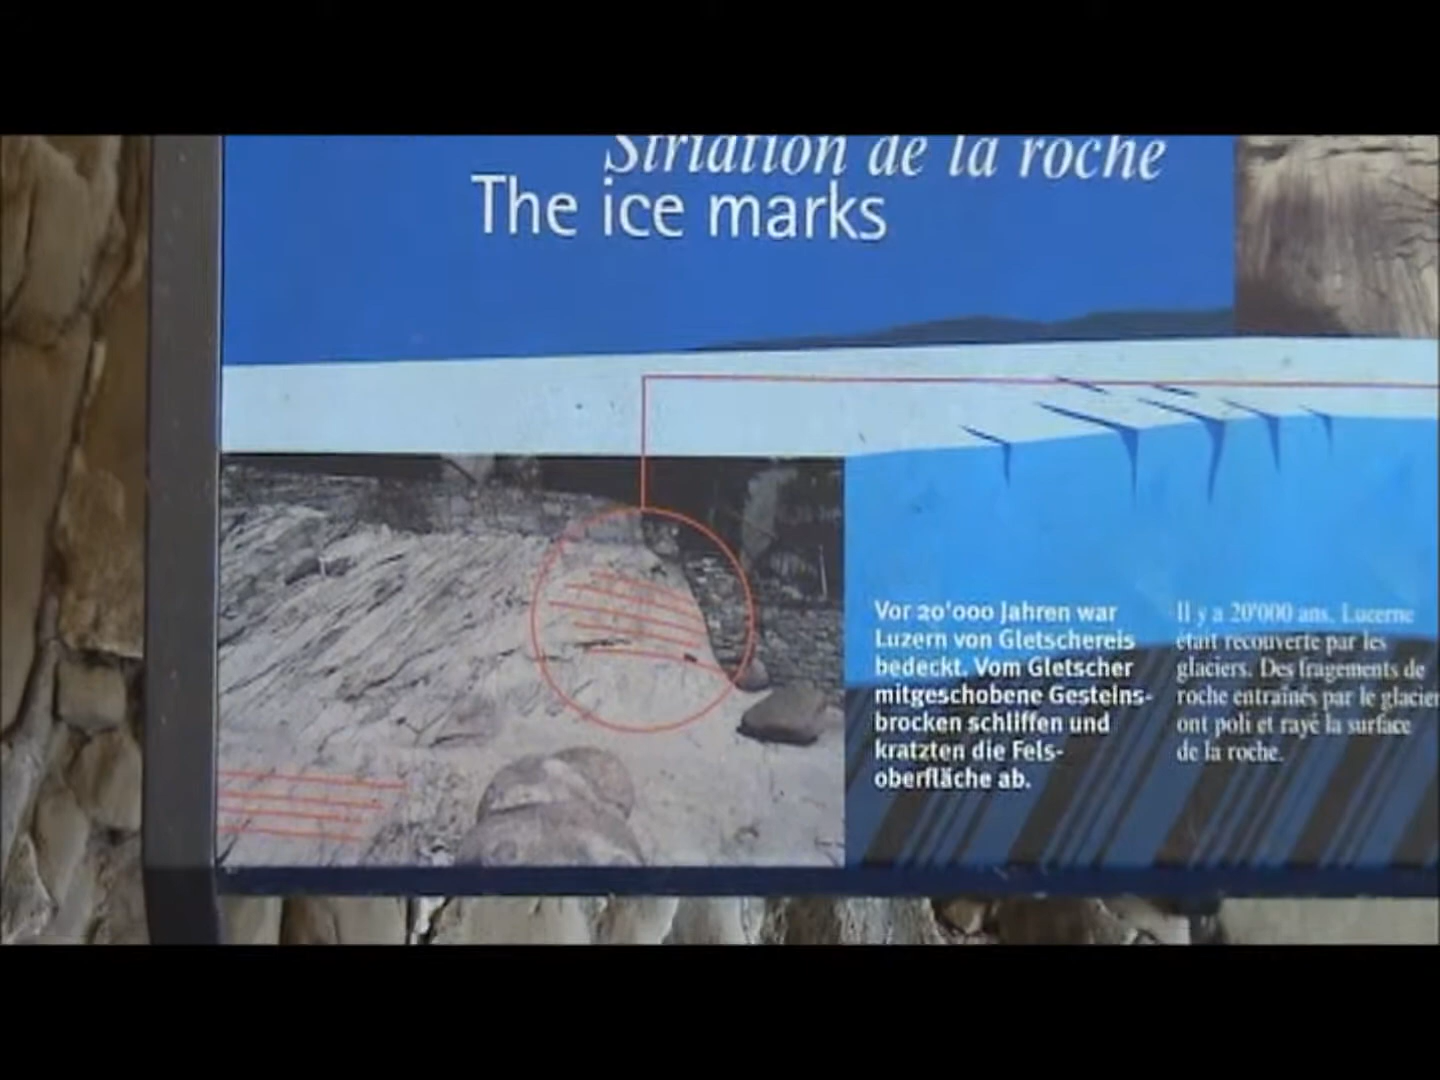 Striation de la roche
The ice marks
Vor 20'000 Jahren war
Luzern von Gletschereis
bedeckt. Vom Gletscher
mitgeschobene Gesteins-
brocken schliffen und
kratzten die Fels-
oberfläche ab.
Il y a 20'000 ans, Lucerne
était recouverte par les
glaciers. Des fragements de
roche entraînés par le glacier
ont poli et rayé la surface
de la roche.